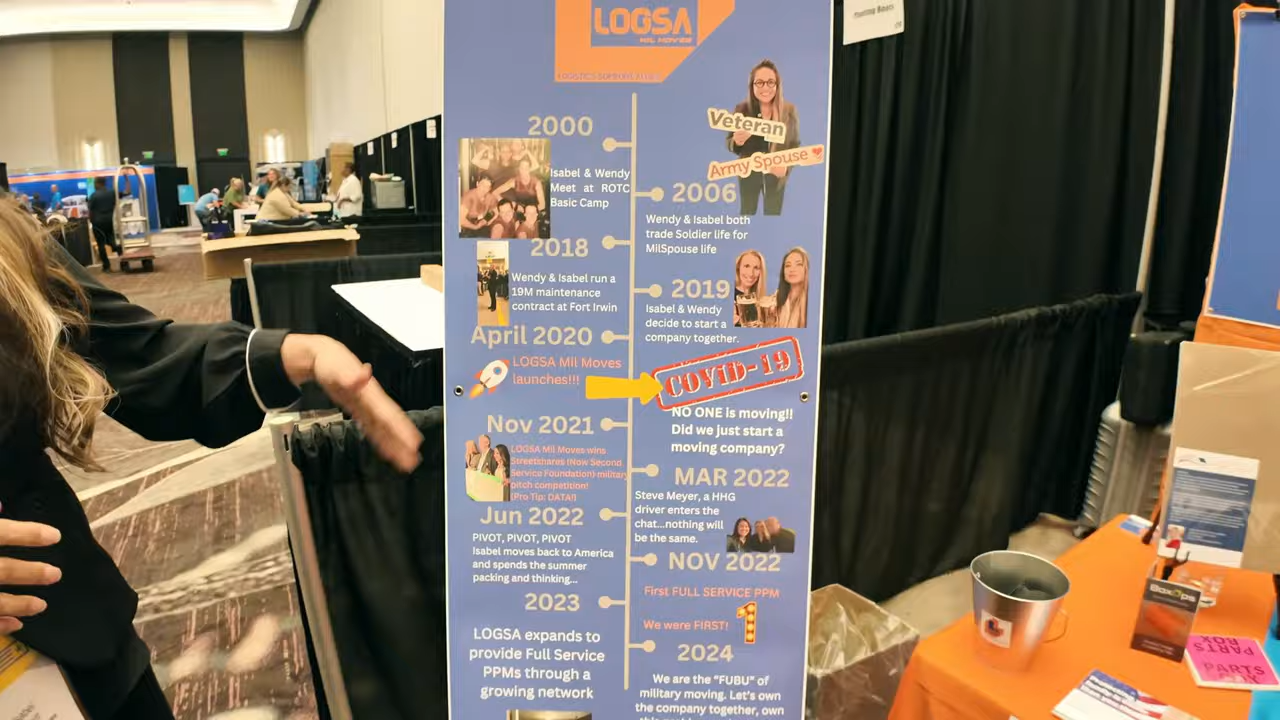 LOGSA
MIL MOVES
LOGISTICS SUPPORT
Veteran
Army Spouse
2000
Isabel & Wendy
Meet at ROTC
Basic Camp
2006
Wendy & Isabel both
trade Soldier life for
MilSpouse life
2018
Wendy & Isabel run a
19M maintenance
contract at Fort Irwin
2019
Isabel & Wendy
decide to start a
company together.
April 2020
LOGSA Mil Moves
launches!!!
COVID-19
NO ONE is moving!!
Did we just start a
moving company?
Nov 2021
LOGSA Mil Moves wins
Streetshares (Now Second
Service Foundation) military
pitch competition!
(Pro Tip: DATA!)
MAR 2022
Steve Meyer, a HHG
driver enters the
chat...nothing will
be the same.
Jun 2022
PIVOT, PIVOT, PIVOT
Isabel moves back to America
and spends the summer
packing and thinking...
NOV 2022
First FULL SERVICE PPM
We were FIRST!
1
2023
LOGSA expands to
provide Full Service
PPMs through a
growing network
2024
We are the "FUBU" of
military moving. Let's own
the company together, own
BoxOps
PARTS
BOX
PARTS